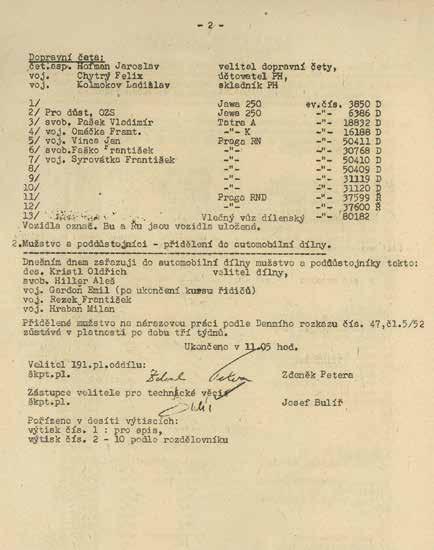 - 2 -
Dopravní četa:
čet.asp. Hofman Jaroslav velitel dopravní čety,
voj. Chytrý Felix účtovatel PH,
voj. Kolmokov Ladislav skladník PH,
1/ Jawa 250 ev.čís. 3850 D
2/ Pro důst. OZS Jawa 250 -"- 6386 D
3/ svob. Pašek Vladimír Tatra A -"- 18832 D
4/ voj. Omáčka Framt. -"- K -"- 16188 D
5/ voj. Vinca Jan Praga RN -"- 50411 D
6/ svob.Faško František -"- -"- 30768 D
7/ voj. Syrovátko František -"- -"- 50410 D
8/ -"- -"- 50409 D
9/ -"- -"- 31119 D
10/ -"- -"- 31120 D
11/ Praga RND -"- 37599 Ř
12/ -"- -"- 37600 Ř
13/ Vlečný vůz dílenský -"- 80182
Vozidla označ. Bu a Ru jsou vozidla uložená.
2.Mužstvo a poddůstojníci - přidělení do automobilní dílny.
Dnešním dnem zařazuji do automobilní dílny mužstvo a poddůstojníky takto:
des. Kristl Oldřich velitel dílny,
svob. Hiller Aleš
voj. Gardoň Emil (po ukončení kursu řidičů)
voj. Rezek František
voj. Hraban Milan
Přidělené mužstvo na nárazovou práci podle Denního rozkazu čís. 47,čl.5/52
zůstává v platnosti po dobu tří týdnů.
Ukončeno v 11.05 hod.
Velitel 191.pl.oddílu:
škpt.pl. Zdeněk Petera
Zástupce velitele pro technické věci:
škpt.pl. Josef Bulíř
Pořízeno v desíti výtiscích:
výtisk čís. 1 : pro spis,
výtisk čís. 2 - 10 podle rozdělovníku